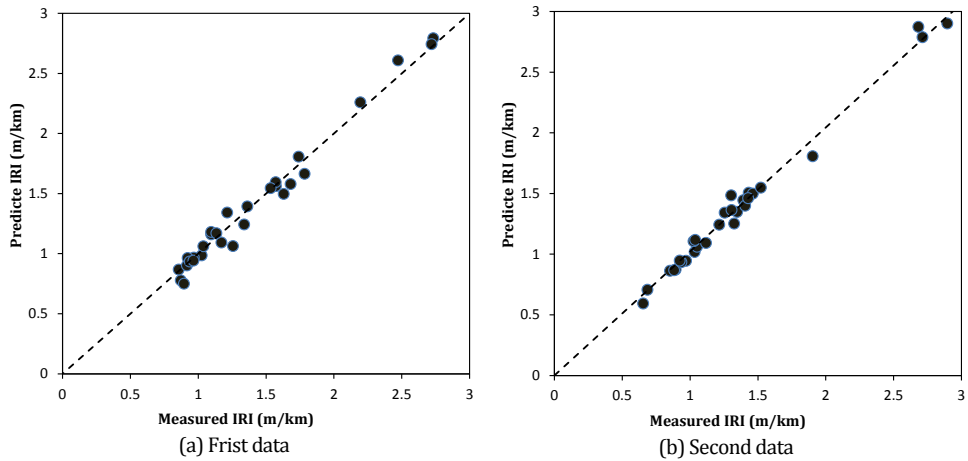 3
2.5
2
1.5
1
0.5
0
0 0.5 1 1.5 2 2.5 3
Predicte IRI (m/km)
Measured IRI (m/km)
(a) Frist data
3
2.5
2
1.5
1
0.5
0
0 0.5 1 1.5 2 2.5 3
Predicte IRI (m/km)
Measured IRI (m/km)
(b) Second data